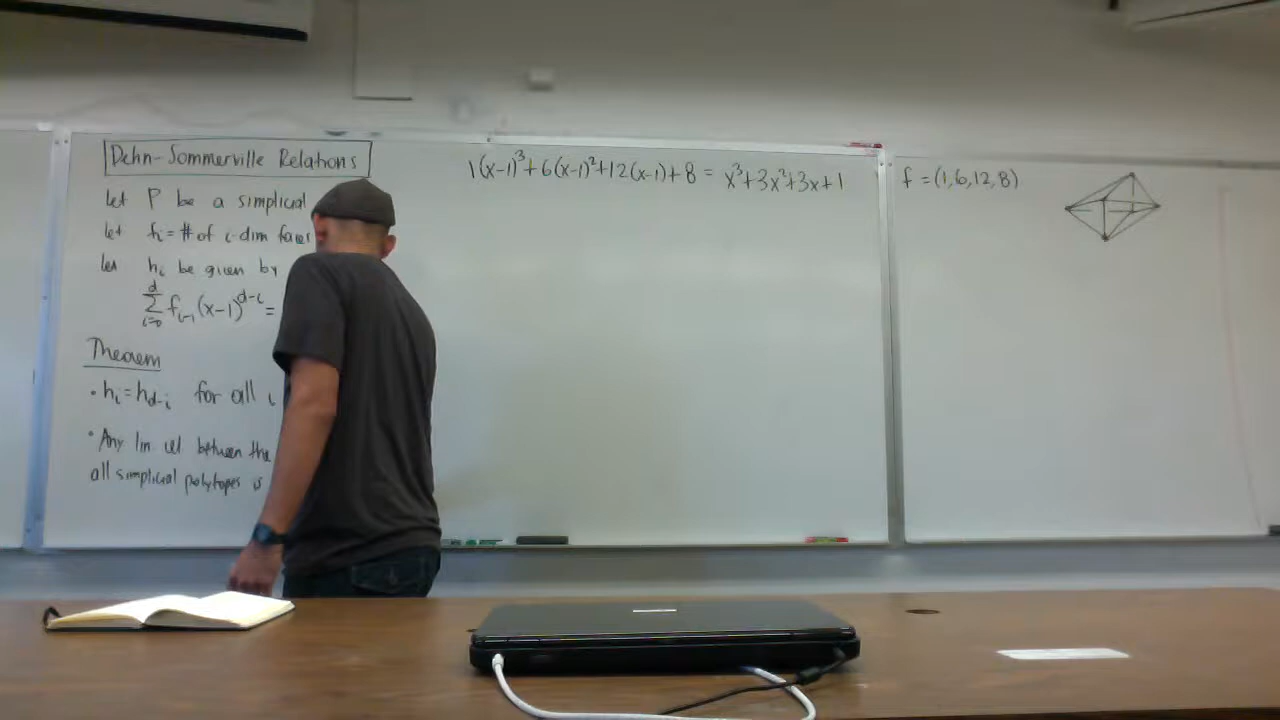 Dehn-Sommerville Relations
Let P be a simplicial
Let fᵢ = # of i-dim faces
Let hᵢ be given by
∑ᵢ₌₀ᵈ fᵢ₋₁(x-1)ᵈ⁻ⁱ =
Theorem
• hᵢ = h_d-i for all i
• Any lin rel between the
all simplicial polytopes is
1(x-1)³+6(x-1)²+12(x-1)+8 = x³+3x²+3x+1
f = (1,6,12,8)